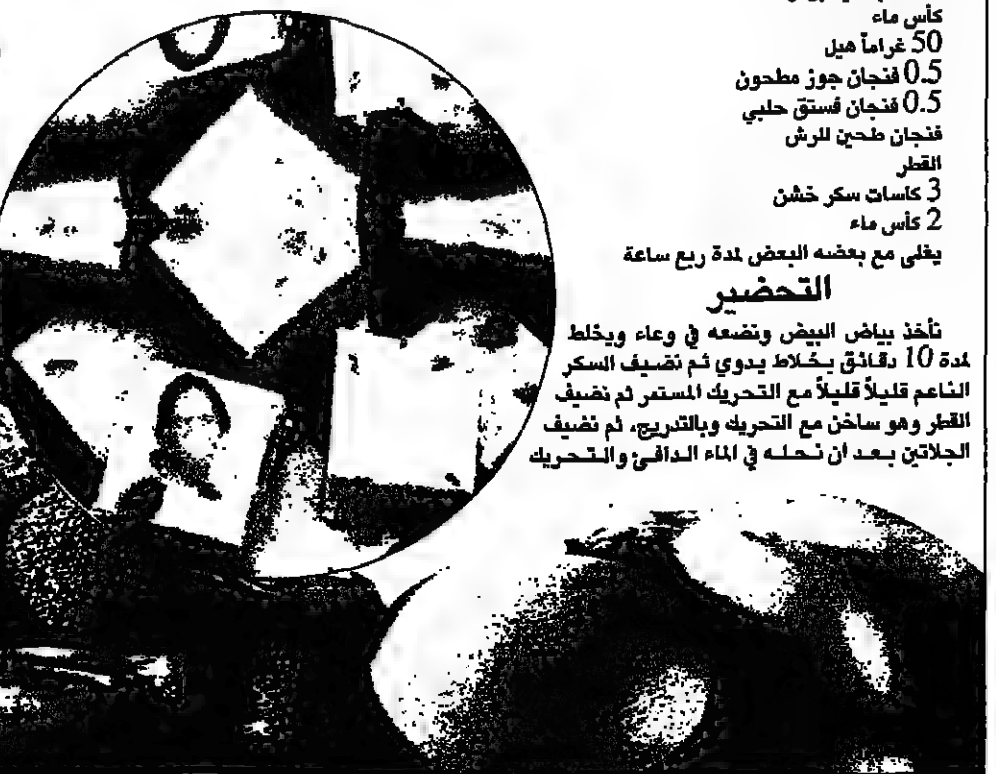 كأس ماء
50 غراماً هيل
0.5 فنجان جوز مطحون
0.5 فنجان فستق حلبي
فنجان طحين للرش
القطر
3 كاسات سكر خشن
2 كأس ماء
يغلى مع بعضه البعض لمدة ربع ساعة
التحضير
نأخذ بياض البيض ونضعه في وعاء ويخلط
لمدة 10 دقائق بخلاط يدوي ثم نضيف السكر
الناعم قليلاً قليلاً مع التحريك المستمر ثم نضيف
القطر وهو ساخن مع التحريك وبالتدريج، ثم نضيف
الجلاتين بعد ان نحله في الماء الدافئ والتحريك